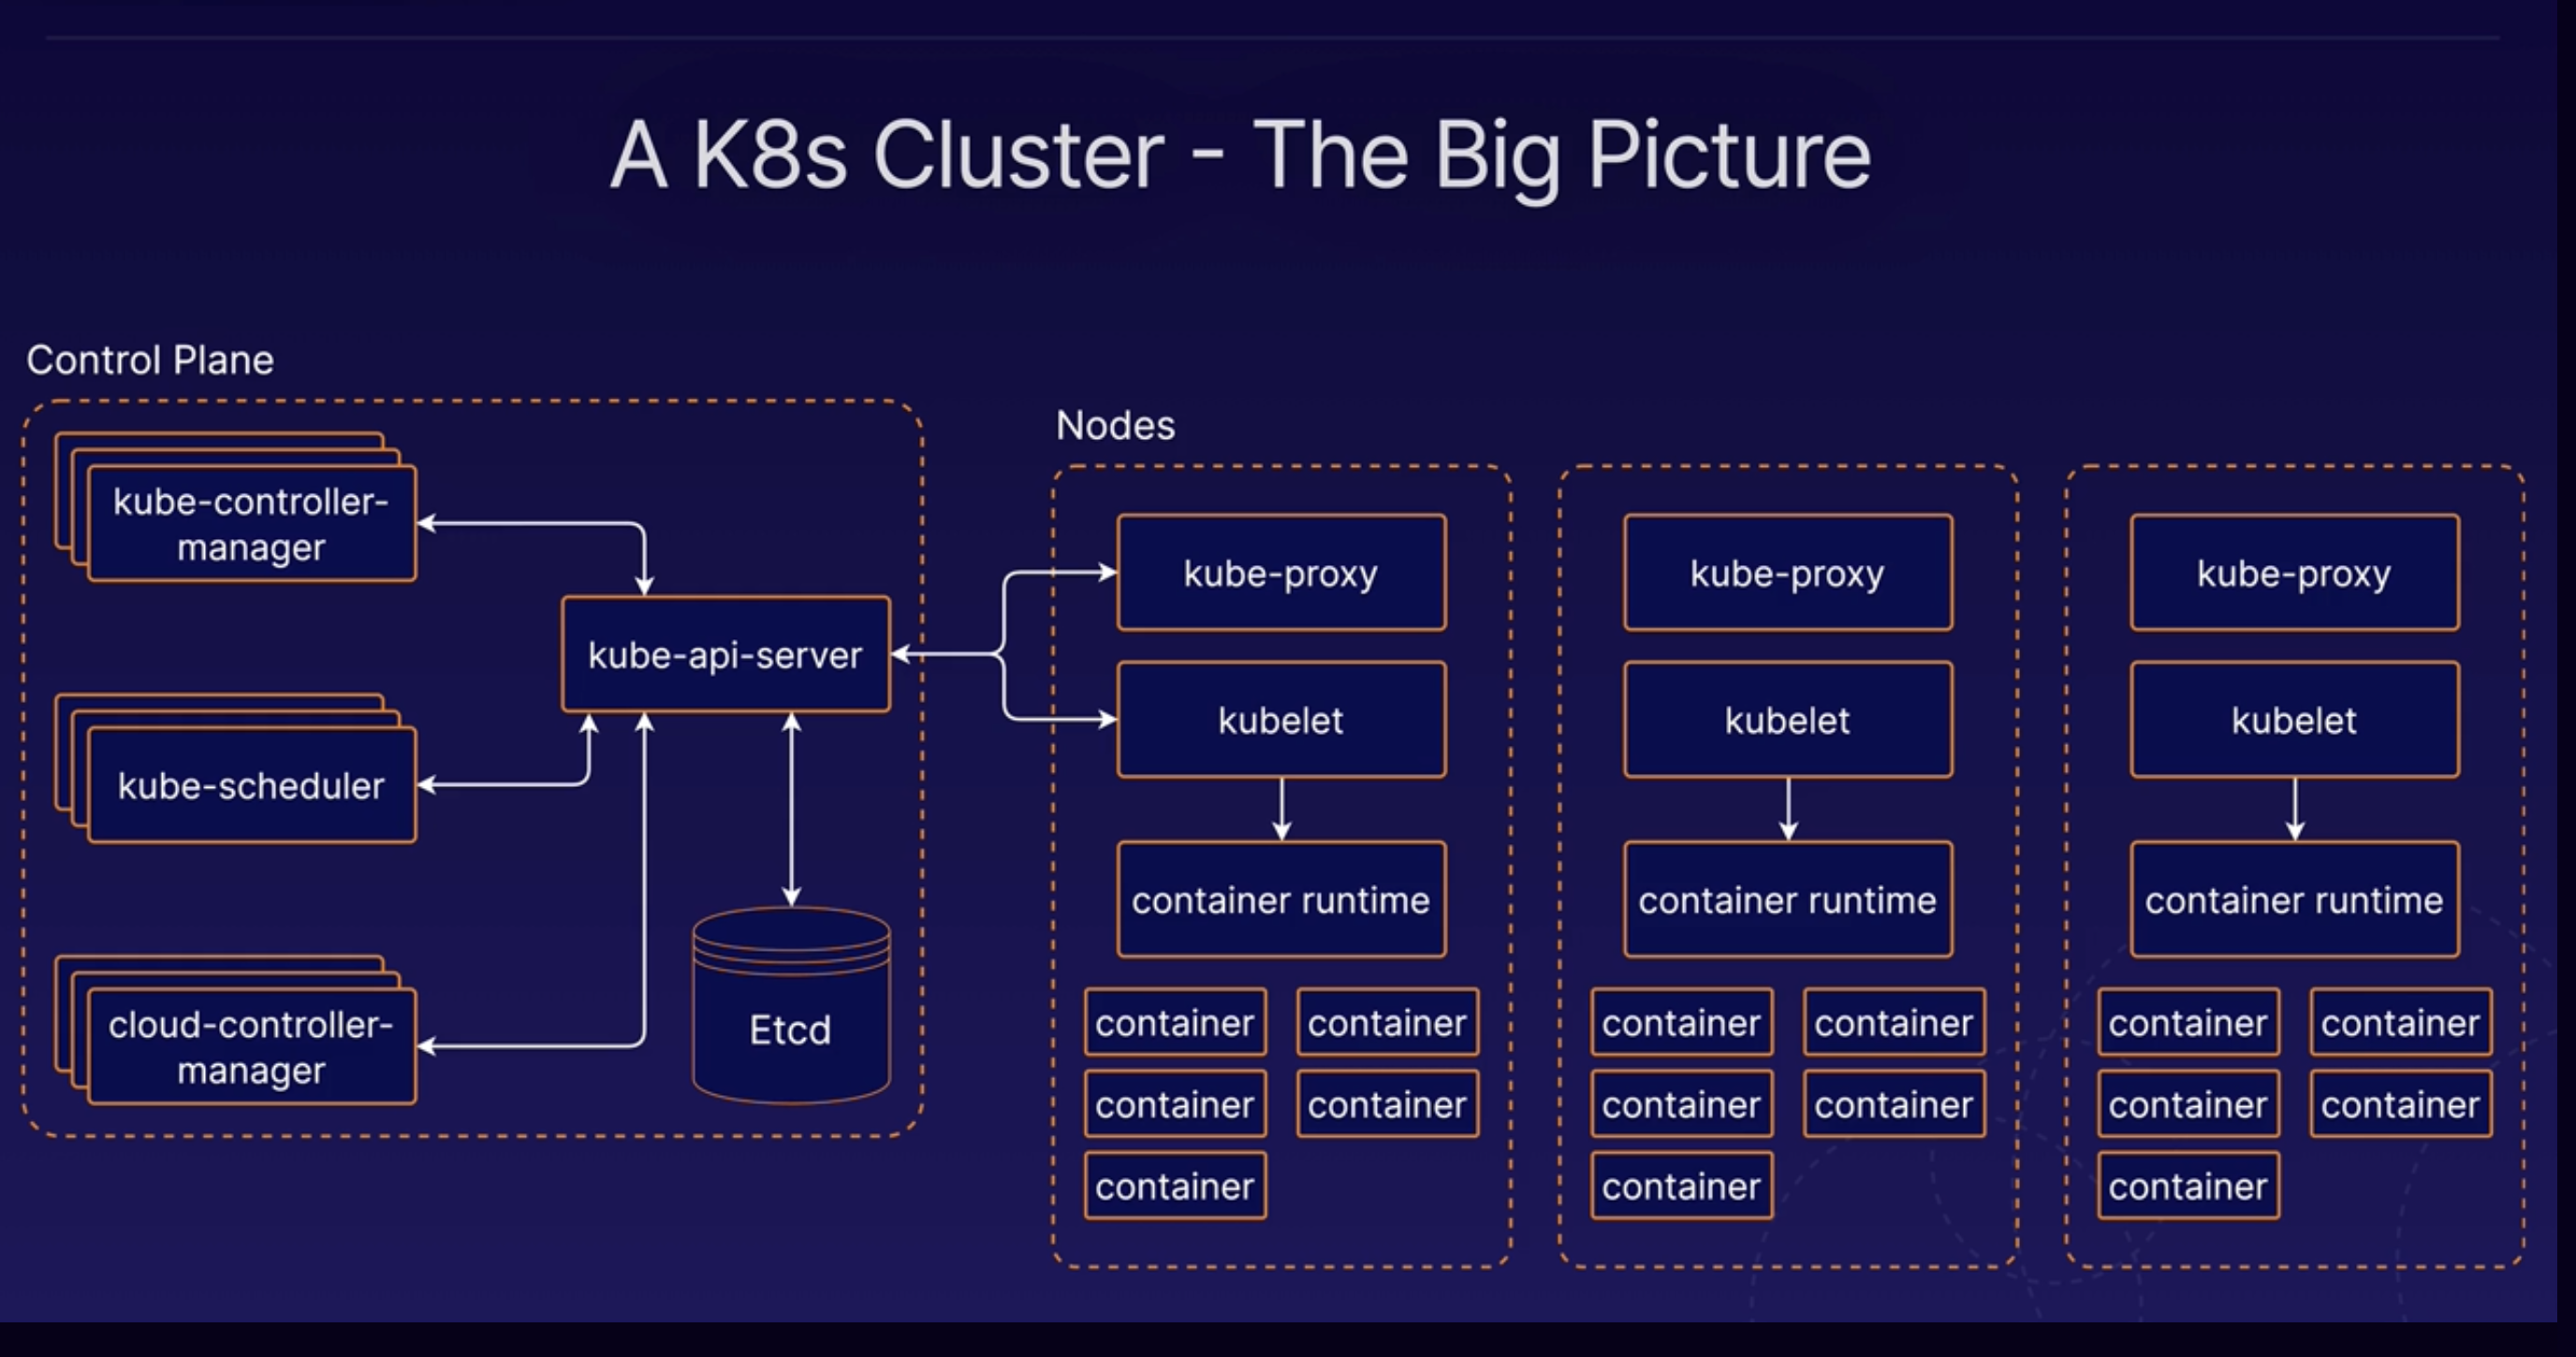 A K8s Cluster - The Big Picture
Control Plane
kube-controller-
manager
kube-api-server
kube-scheduler
cloud-controller-
manager
Etcd
Nodes
kube-proxy
kubelet
container runtime
container container
container container
container
kube-proxy
kubelet
container runtime
container container
container container
container
kube-proxy
kubelet
container runtime
container container
container container
container